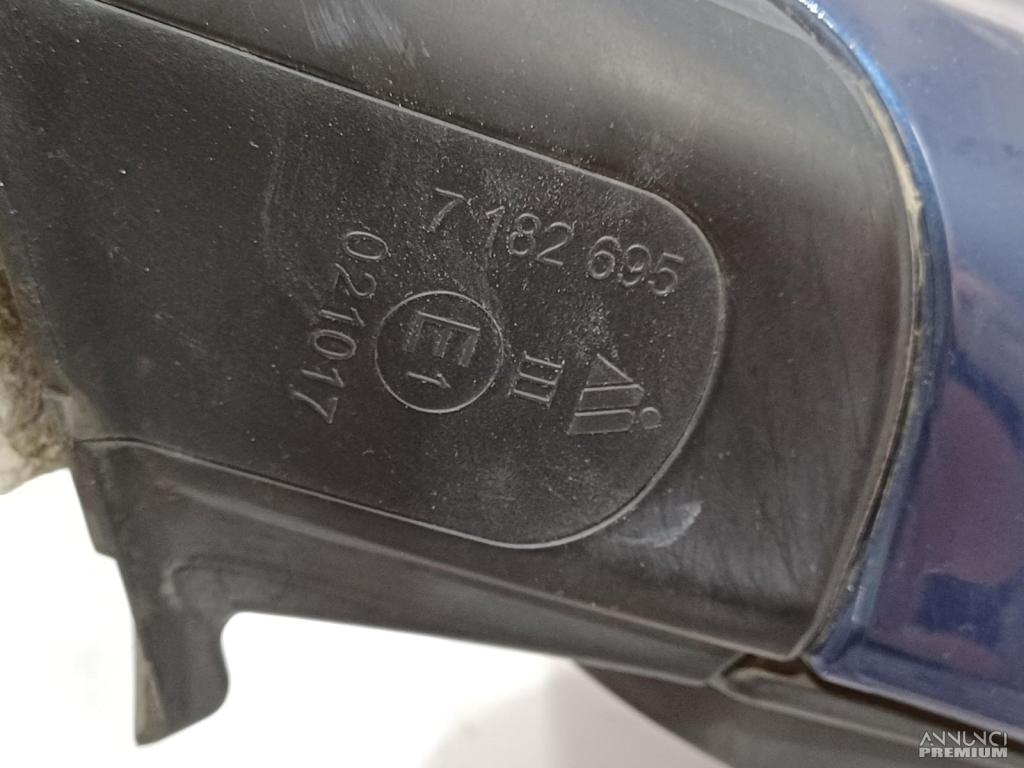 7 182 695
021017
E1
III
ANNUNCI
PREMIUM